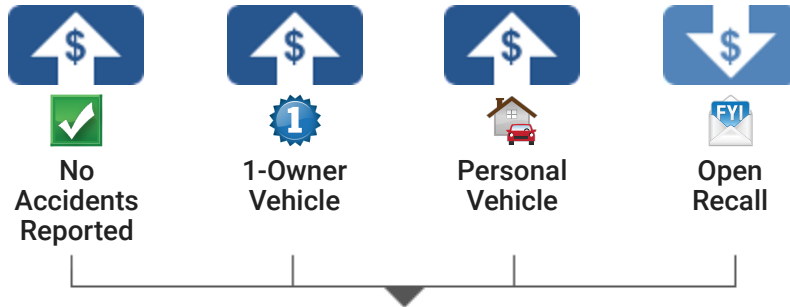 $
$
$
$
1
FYI
No
Accidents
Reported
1-Owner
Vehicle
Personal
Vehicle
Open
Recall